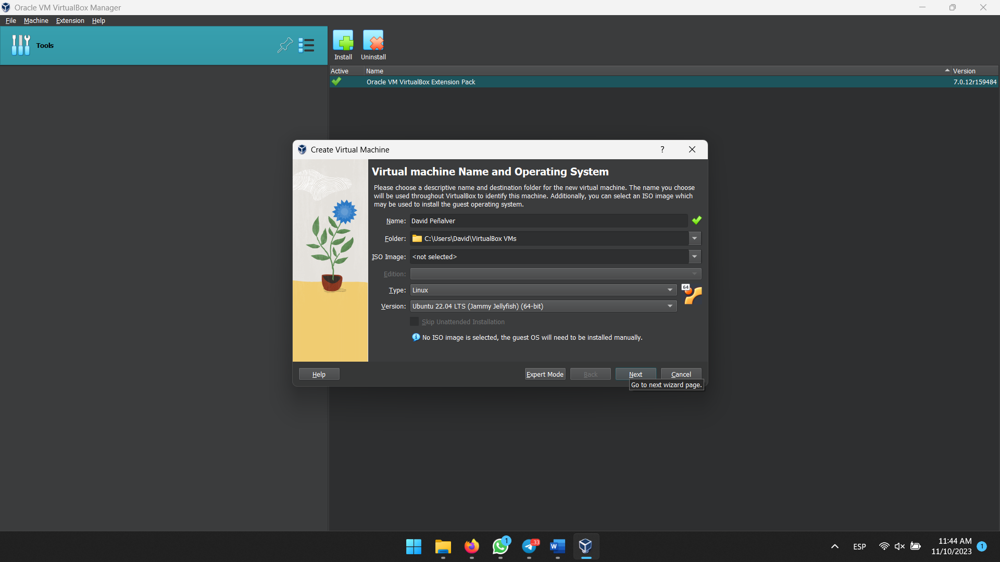 Oracle VM VirtualBox Manager
File Machine Extension Help
Tools
Install Uninstall
Active Name Version
Oracle VM VirtualBox Extension Pack 7.0.12r159484
Create Virtual Machine ?
Virtual machine Name and Operating System
Please choose a descriptive name and destination folder for the new virtual machine. The name you choose
will be used throughout VirtualBox to identify this machine. Additionally, you can select an ISO image which
may be used to install the guest operating system.
Name: David Peñalver
Folder: C:\Users\David\VirtualBox VMs
ISO Image: <not selected>
Edition:
Type: Linux
64
Version: Ubuntu 22.04 LTS (Jammy Jellyfish) (64-bit)
Skip Unattended Installation
No ISO image is selected, the guest OS will need to be installed manually.
Help Expert Mode Back Next Cancel
Go to next wizard page.
1
..33
W
ESP
11:44 AM
11/10/2023
1